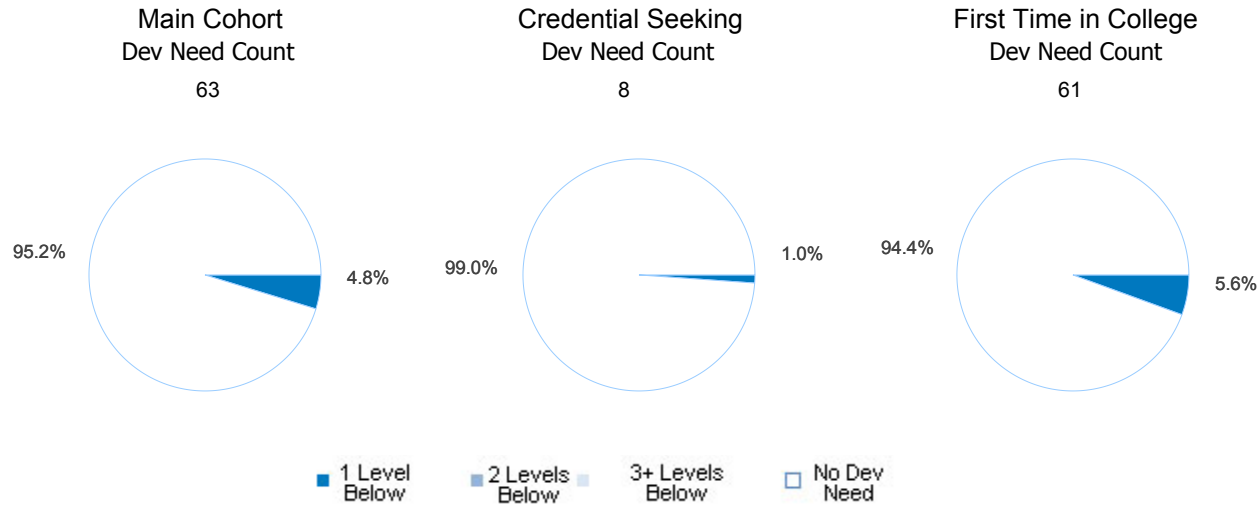 Main Cohort
Dev Need Count
63
Credential Seeking
Dev Need Count
8
First Time in College
Dev Need Count
61
95.2%
4.8%
99.0%
1.0%
94.4%
5.6%
1 Level
Below
2 Levels
Below
3+ Levels
Below
No Dev
Need